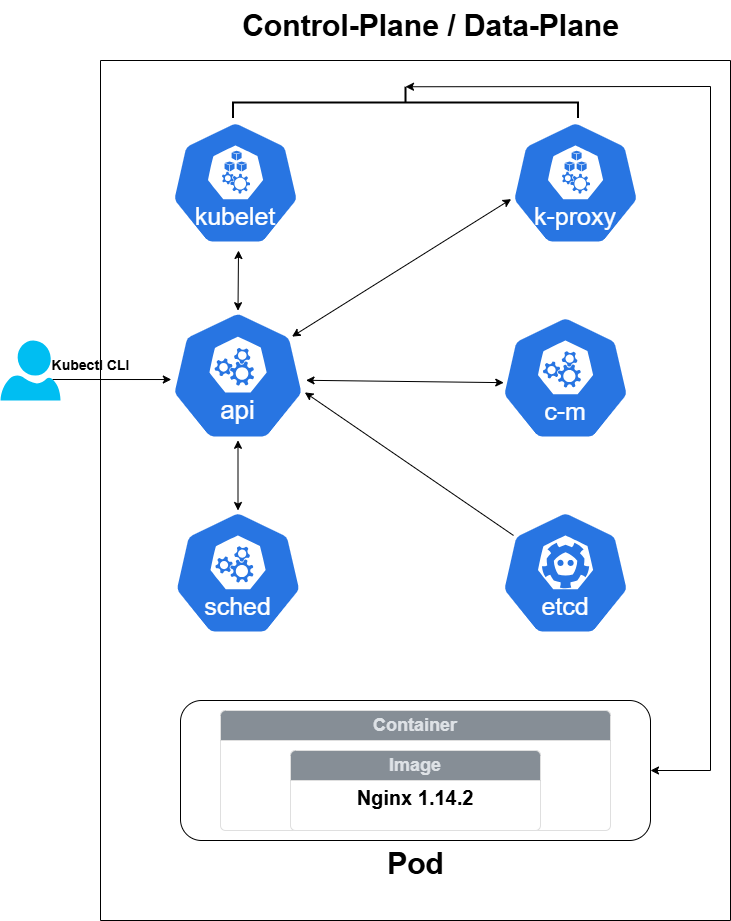 Control-Plane / Data-Plane
kubelet
k-proxy
Kubectl CLI
api
c-m
sched
etcd
Container
Image
Nginx 1.14.2
Pod